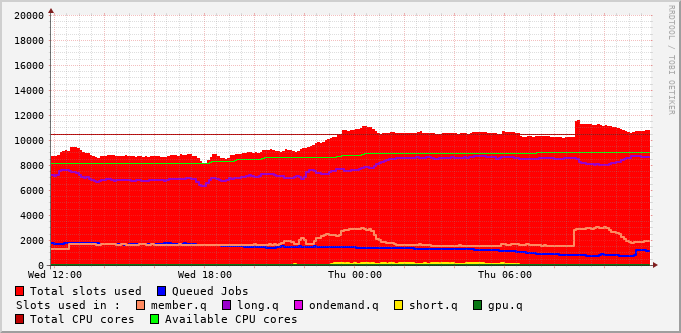 20000
18000
16000
14000
12000
10000
8000
6000
4000
2000
0
Wed 12:00 Wed 18:00 Thu 00:00 Thu 06:00
Total slots used Queued Jobs
Slots used in : member.q long.q ondemand.q short.q gpu.q
Total CPU cores Available CPU cores
RRDTOOL / TOBI OETIKER